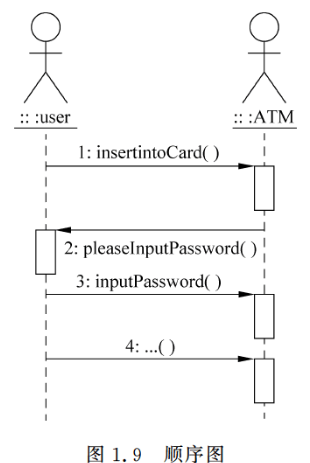 :: :user
:: :ATM
1: insertintoCard( )
2: pleaseInputPassword( )
3: inputPassword( )
4: ...( )
图 1.9 顺序图